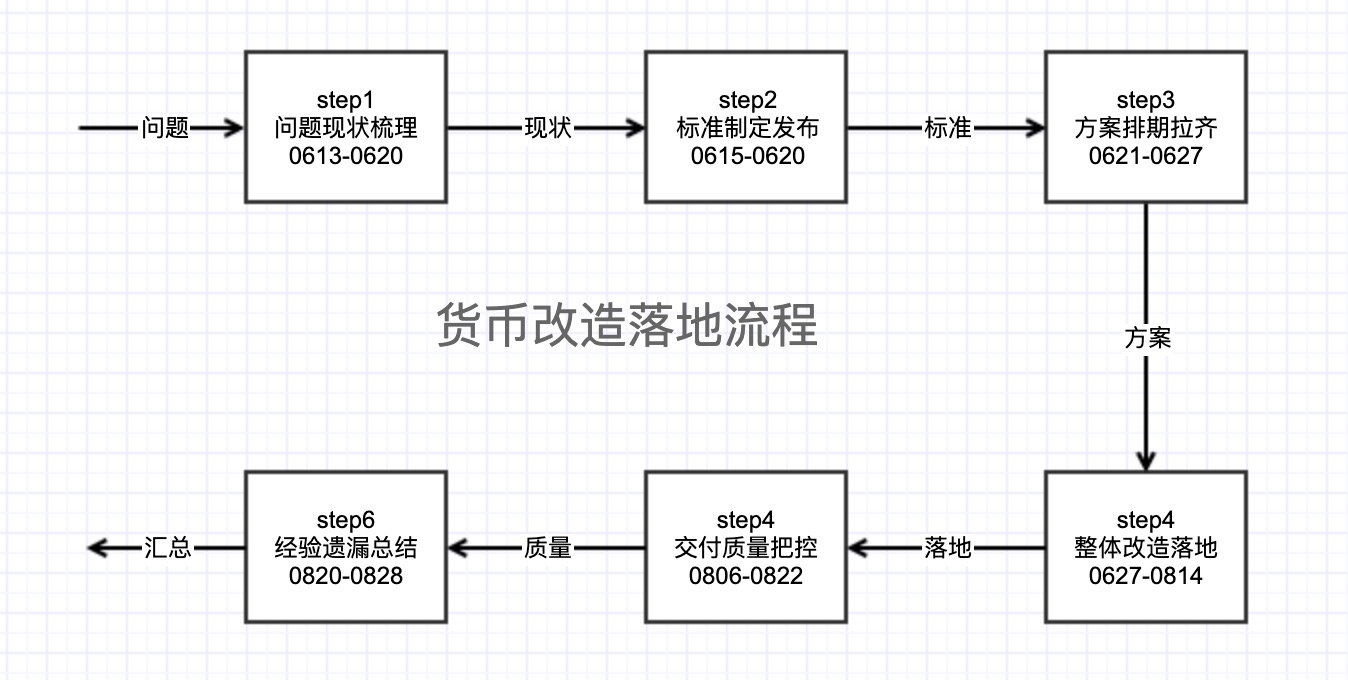 问题
step1
问题现状梳理
0613-0620
现状
step2
标准制定发布
0615-0620
标准
step3
方案排期拉齐
0621-0627
货币改造落地流程
方案
step4
整体改造落地
0627-0814
落地
step4
交付质量把控
0806-0822
质量
step6
经验遗漏总结
0820-0828
汇总